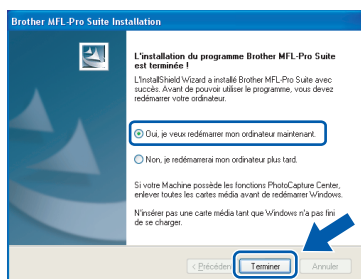 Brother MFL-Pro Suite Installation
L'installation du programme Brother MFL-Pro Suite
est terminée !
L'InstallShield Wizard a installé Brother MFL-Pro Suite avec
succès. Avant de pouvoir utiliser le programme, vous devez
redémarrer votre ordinateur.
Oui, je veux redémarrer mon ordinateur maintenant.
Non, je redémarrerai mon ordinateur plus tard.
Si votre Machine possède les fonctions PhotoCapture Center,
enlever toutes les cartes média avant de redémarrer Windows.
N'insérer pas une carte média tant que Windows n'a pas fini
de se charger.
< Précéden
Terminer
Annuler